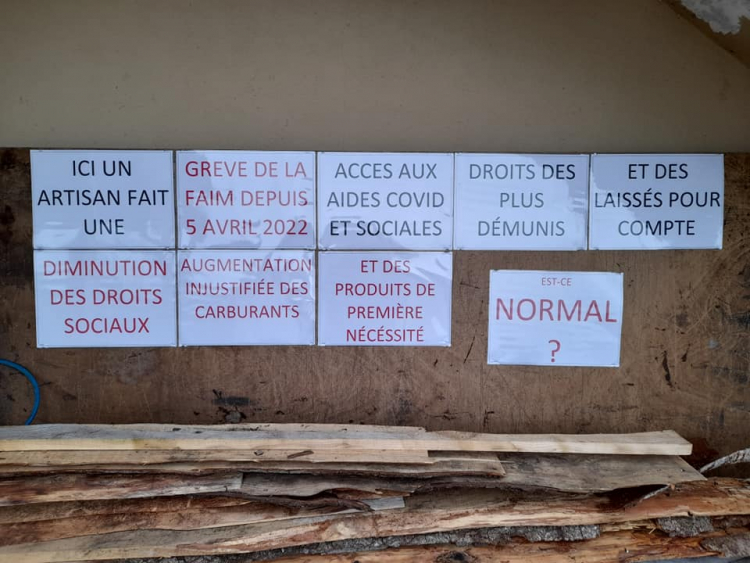 ICI UN
ARTISAN FAIT
UNE
GREVE DE LA
FAIM DEPUIS
5 AVRIL 2022
ACCES AUX
AIDES COVID
ET SOCIALES
DROITS DES
PLUS
DÉMUNIS
ET DES
LAISSÉS POUR
COMPTE
DIMINUTION
DES DROITS
SOCIAUX
AUGMENTATION
INJUSTIFIÉE DES
CARBURANTS
ET DES
PRODUITS DE
PREMIÈRE
NÉCÉSSITÉ
EST-CE
NORMAL
?